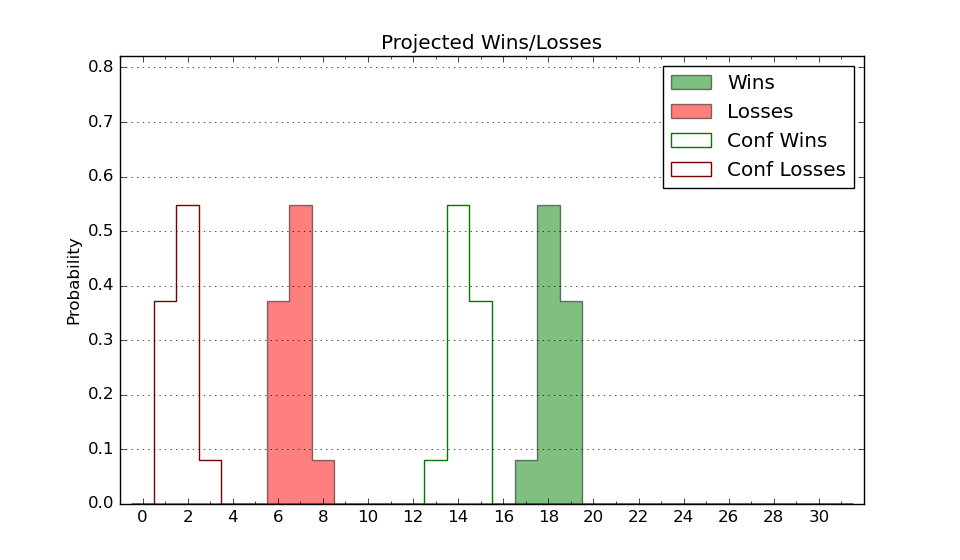 Projected Wins/Losses
Wins
Losses
Conf Wins
Conf Losses
Probability
0.8
0.7
0.6
0.5
0.4
0.3
0.2
0.1
0.0
0 2 4 6 8 10 12 14 16 18 20 22 24 26 28 30